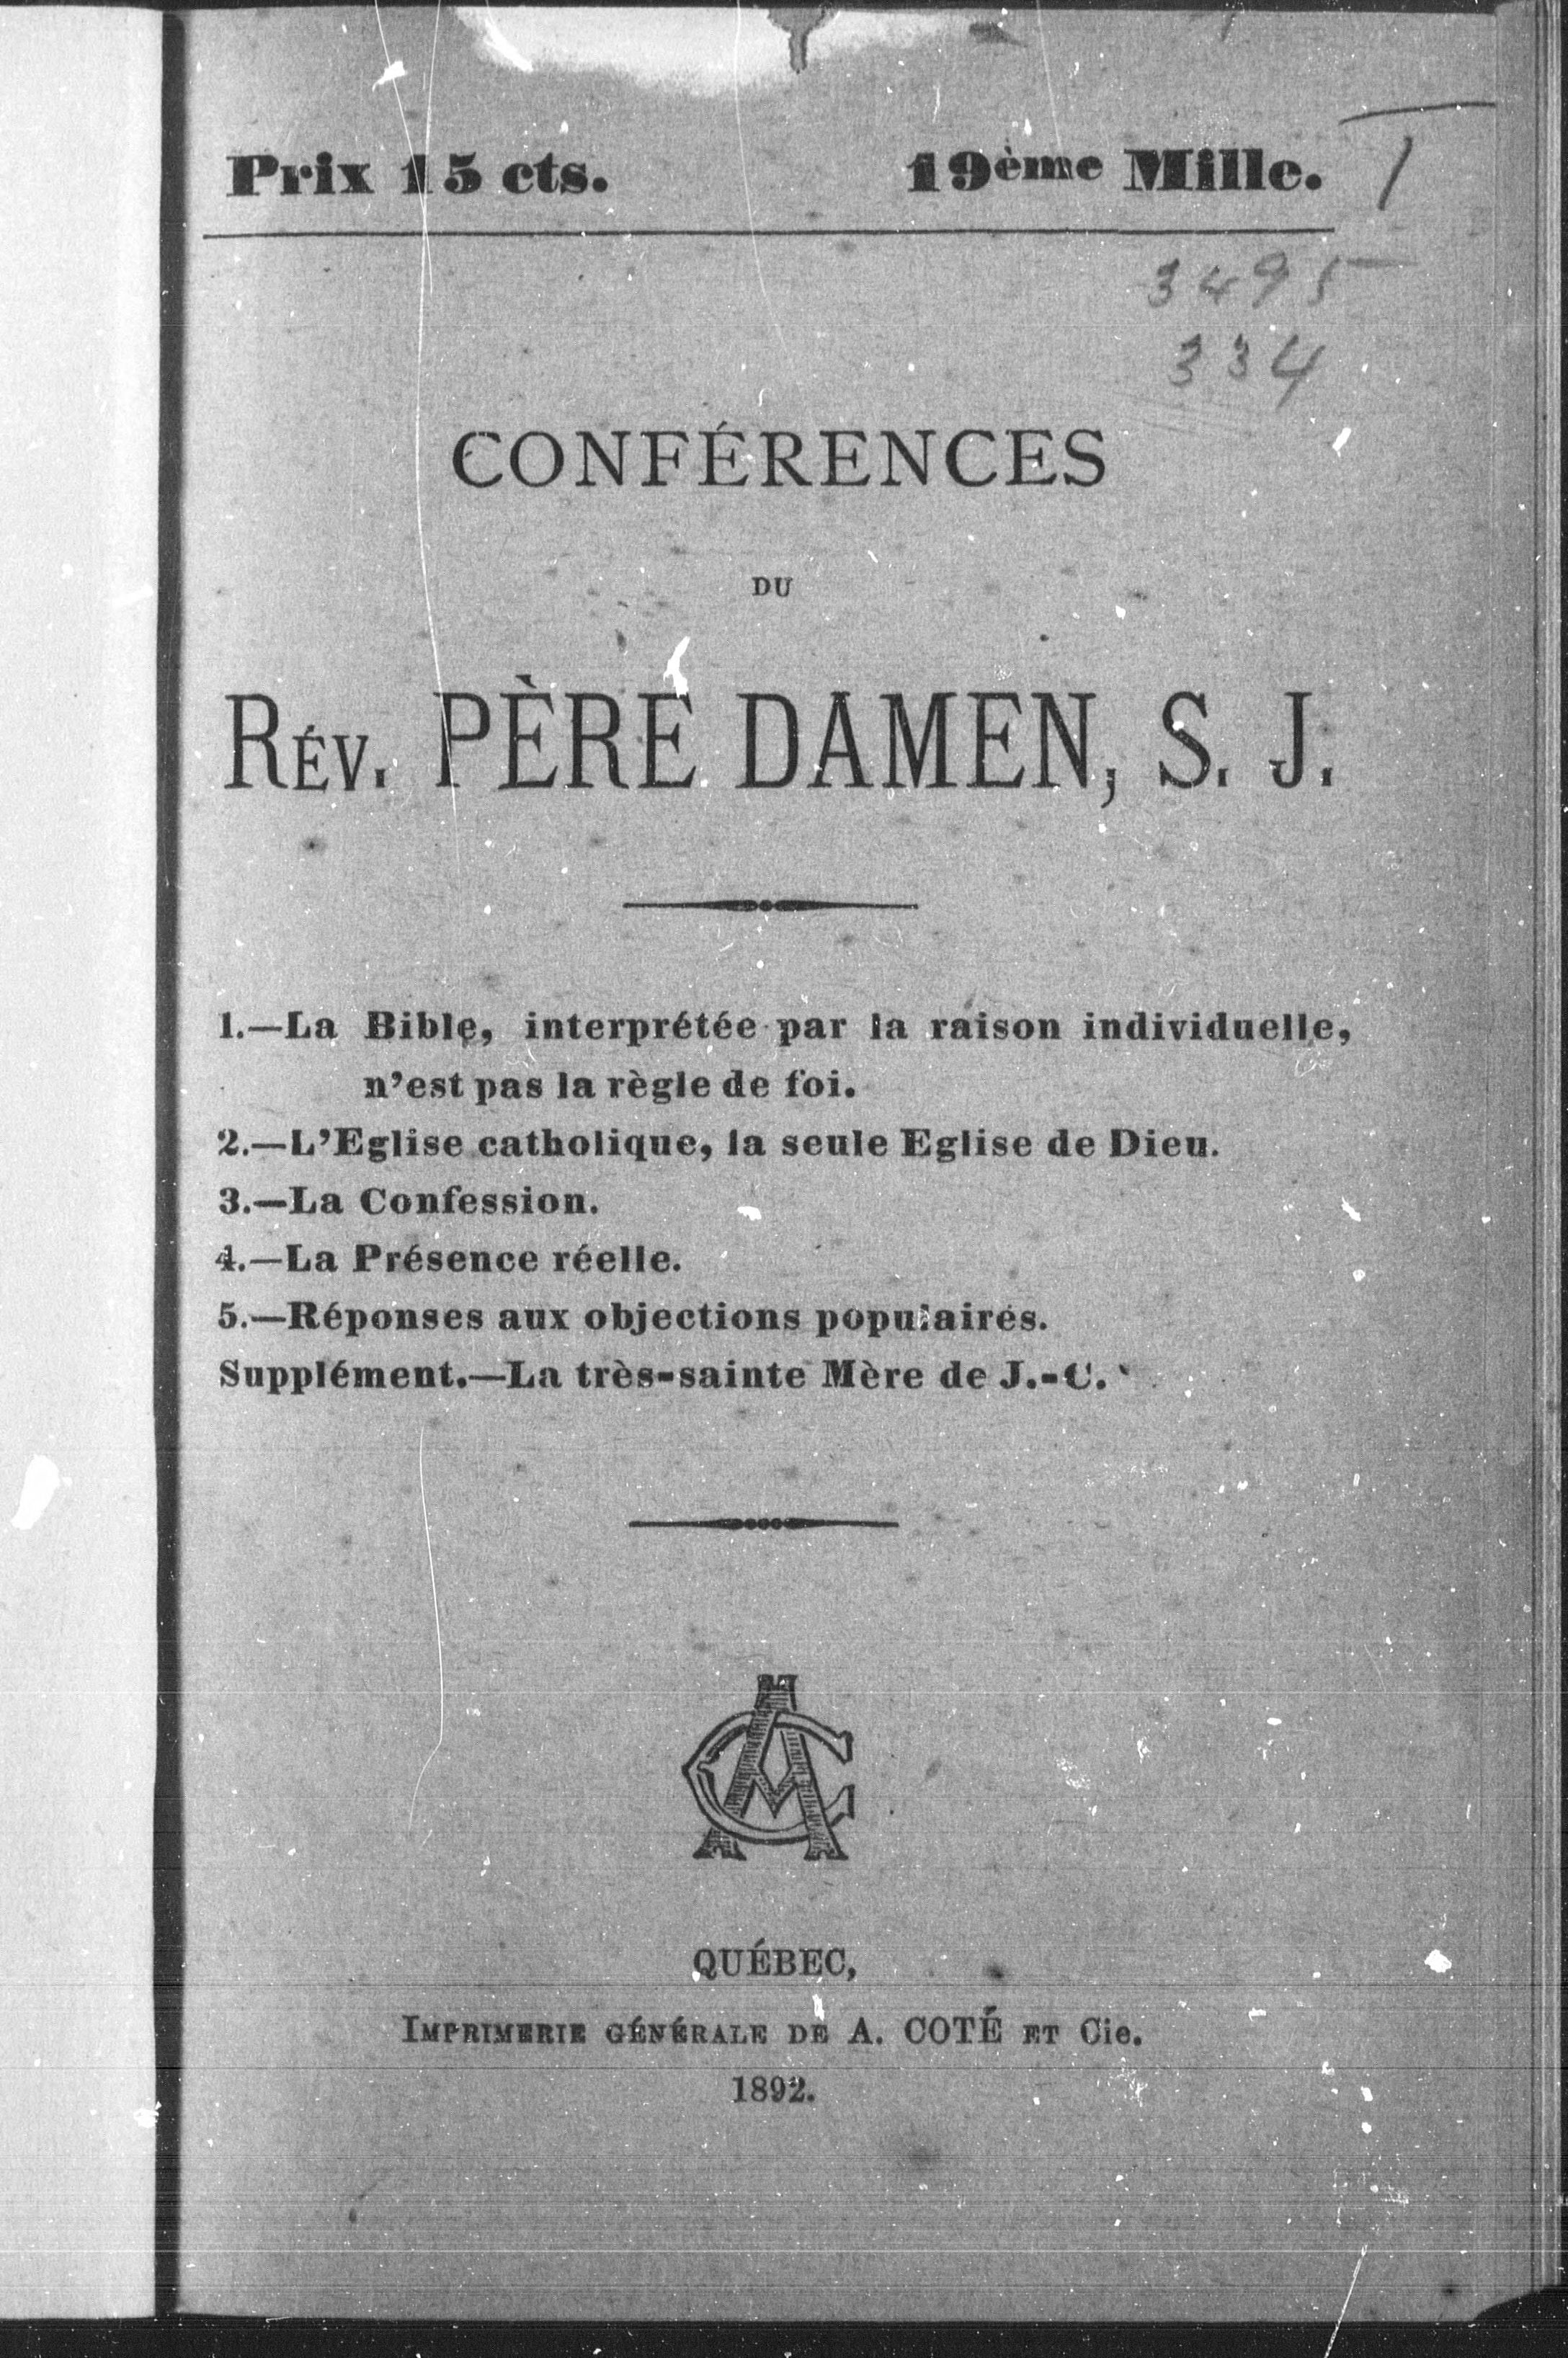 Prix 15 cts. 19ème Mille.
3495
334
CONFÉRENCES
DU
RÉV. PÈRE DAMEN, S. J.
1.—La Bible, interprétée par la raison individuelle,
n'est pas la règle de foi.
2.—L'Eglise catholique, la seule Eglise de Dieu.
3.—La Confession.
4.—La Présence réelle.
5.—Réponses aux objections populaires.
Supplément.—La très-sainte Mère de J.-C.
AC
QUÉBEC,
IMPRIMERIE GÉNÉRALE DE A. COTÉ ET Cie.
1892.